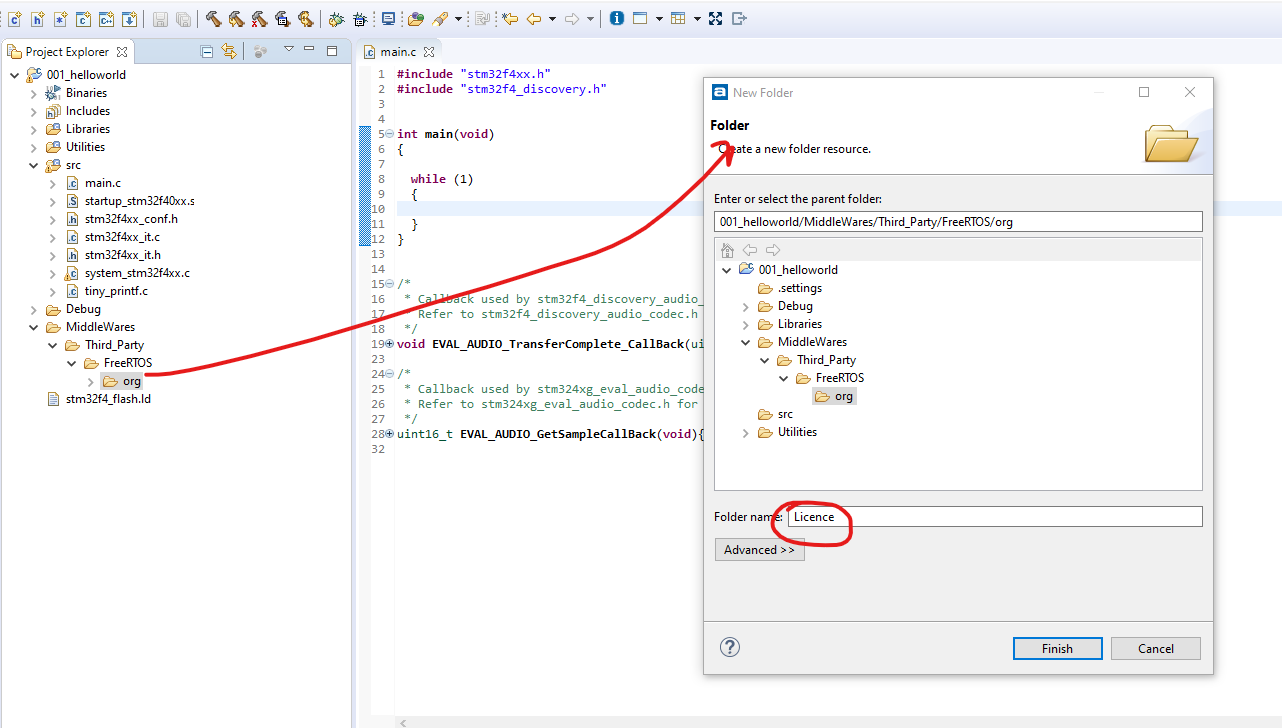 Project Explorer
001_helloworld
Binaries
Includes
Libraries
Utilities
src
main.c
startup_stm32f40xx.s
stm32f4xx_conf.h
stm32f4xx_it.c
stm32f4xx_it.h
system_stm32f4xx.c
tiny_printf.c
Debug
MiddleWares
Third_Party
FreeRTOS
org
stm32f4_flash.ld
main.c
1 #include "stm32f4xx.h"
2 #include "stm32f4_discovery.h"
3
4
5 int main(void)
6 {
7
8 while (1)
9 {
10
11 }
12 }
13
14
15 /*
16 * Callback used by stm32f4_discovery_audio_
17 * Refer to stm32f4_discovery_audio_codec.h
18 */
19 void EVAL_AUDIO_TransferComplete_CallBack(ui
23
24 /*
25 * Callback used by stm324xg_eval_audio_code
26 * Refer to stm324xg_eval_audio_codec.h for
27 */
28 uint16_t EVAL_AUDIO_GetSampleCallBack(void){
32
New Folder
Folder
Create a new folder resource.
Enter or select the parent folder:
001_helloworld/MiddleWares/Third_Party/FreeRTOS/org
001_helloworld
.settings
Debug
Libraries
MiddleWares
Third_Party
FreeRTOS
org
src
Utilities
Folder name: Licence
Advanced >>
Finish Cancel